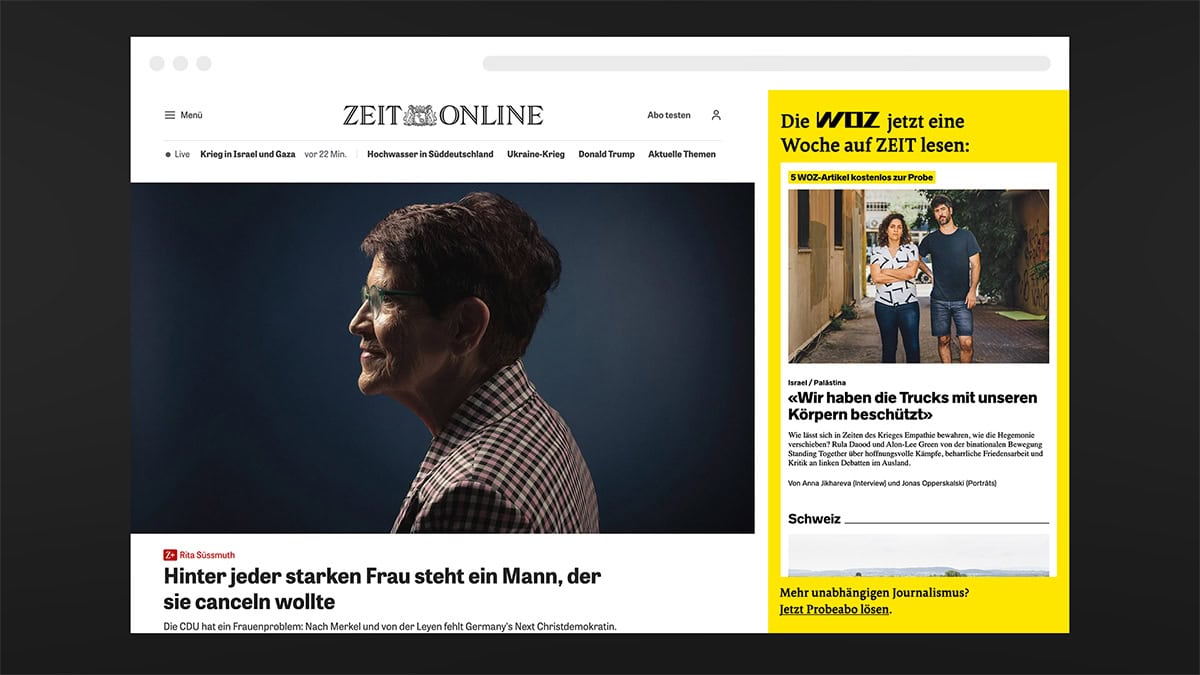 Menü
ZEIT ONLINE
Abo testen
Live Krieg in Israel und Gaza vor 22 Min. Hochwasser in Süddeutschland Ukraine-Krieg Donald Trump Aktuelle Themen
Z+ Rita Süssmuth
Hinter jeder starken Frau steht ein Mann, der
sie canceln wollte
Die CDU hat ein Frauenproblem: Nach Merkel und von der Leyen fehlt Germany's Next Christdemokratin.
Die WOZ jetzt eine
Woche auf ZEIT lesen:
5 WOZ-Artikel kostenlos zur Probe
Israel / Palästina
«Wir haben die Trucks mit unseren
Körpern beschützt»
Wie lässt sich in Zeiten des Krieges Empathie bewahren, wie die Hegemonie
verschieben? Rula Daood und Alon-Lee Green von der binationalen Bewegung
Standing Together über hoffnungsvolle Kämpfe, beharrliche Friedensarbeit und
Kritik an linken Debatten im Ausland.
Von Anna Jikhareva (Interview) und Jonas Opperskalski (Porträts)
Schweiz
Mehr unabhängigen Journalismus?
Jetzt Probeabo lösen.